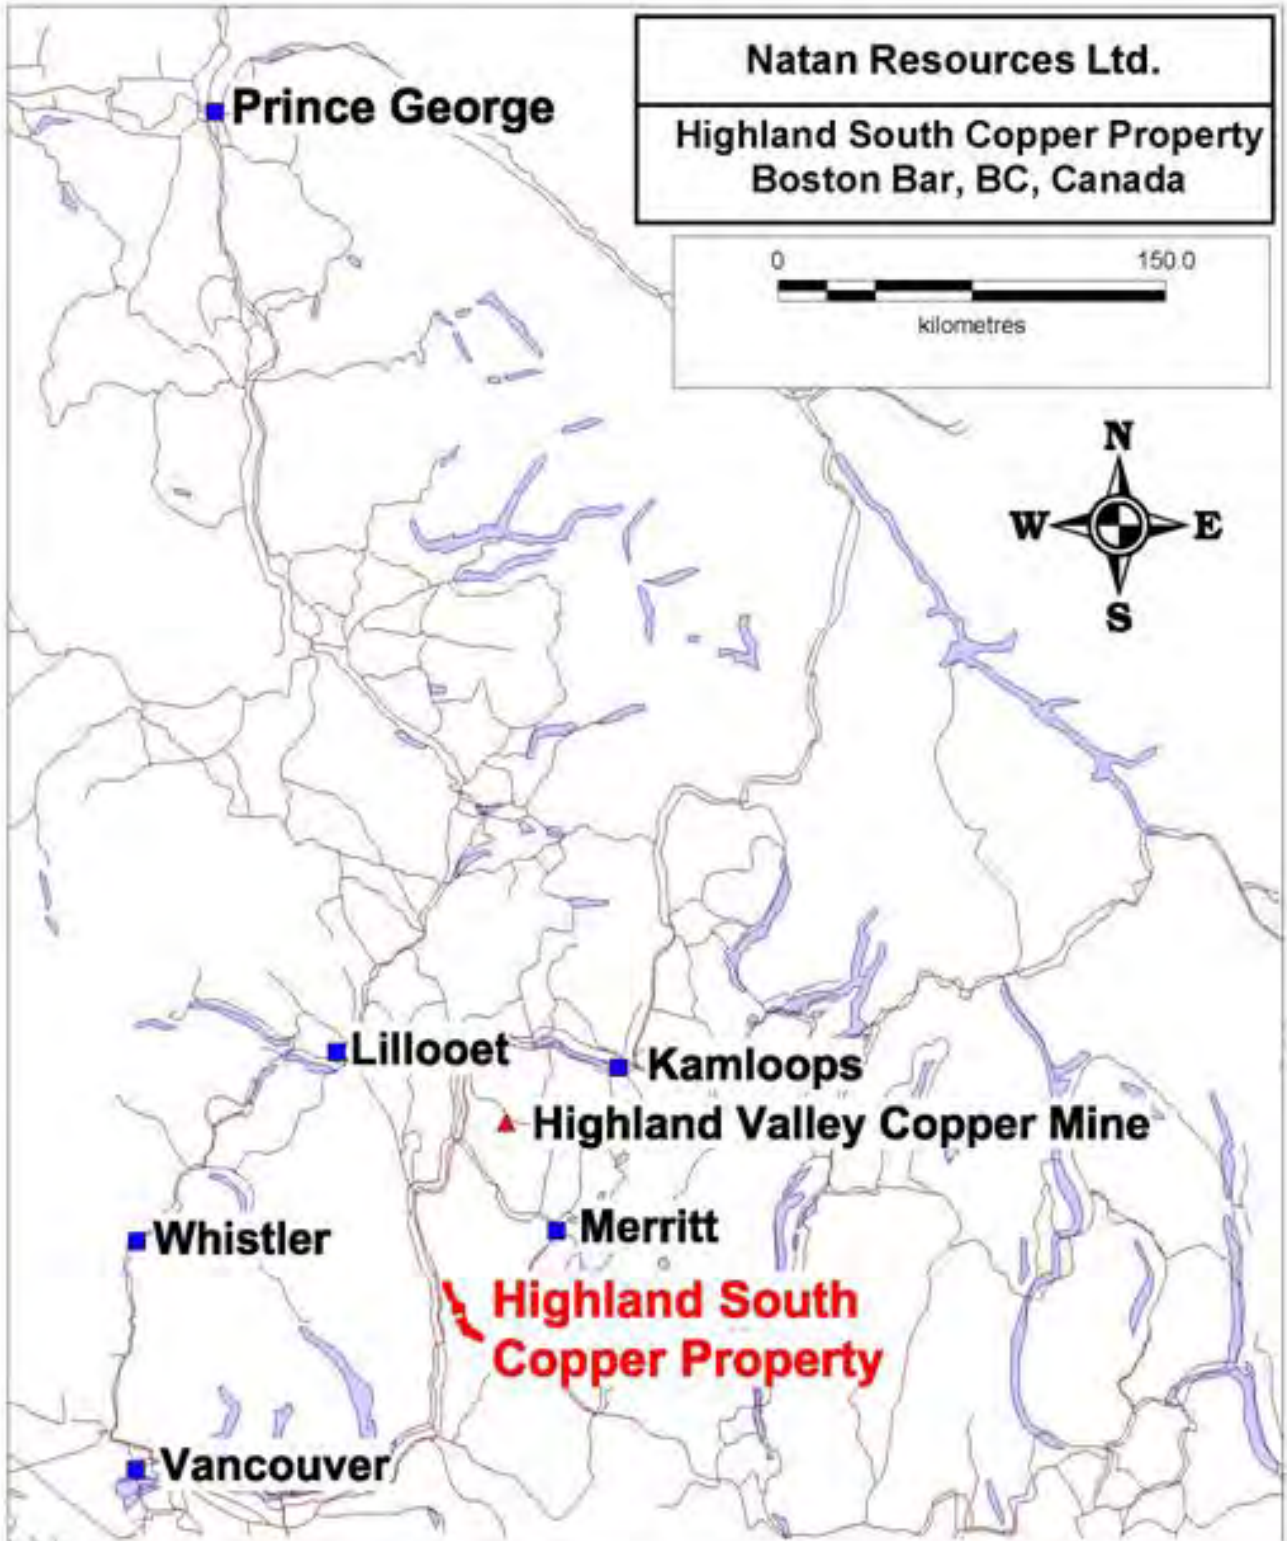 Natan Resources Ltd.
Highland South Copper Property
Boston Bar, BC, Canada
Prince George
0 150.0
kilometres
N
W E
S
Lillooet
Kamloops
Highland Valley Copper Mine
Whistler
Merritt
Highland South
Copper Property
Vancouver